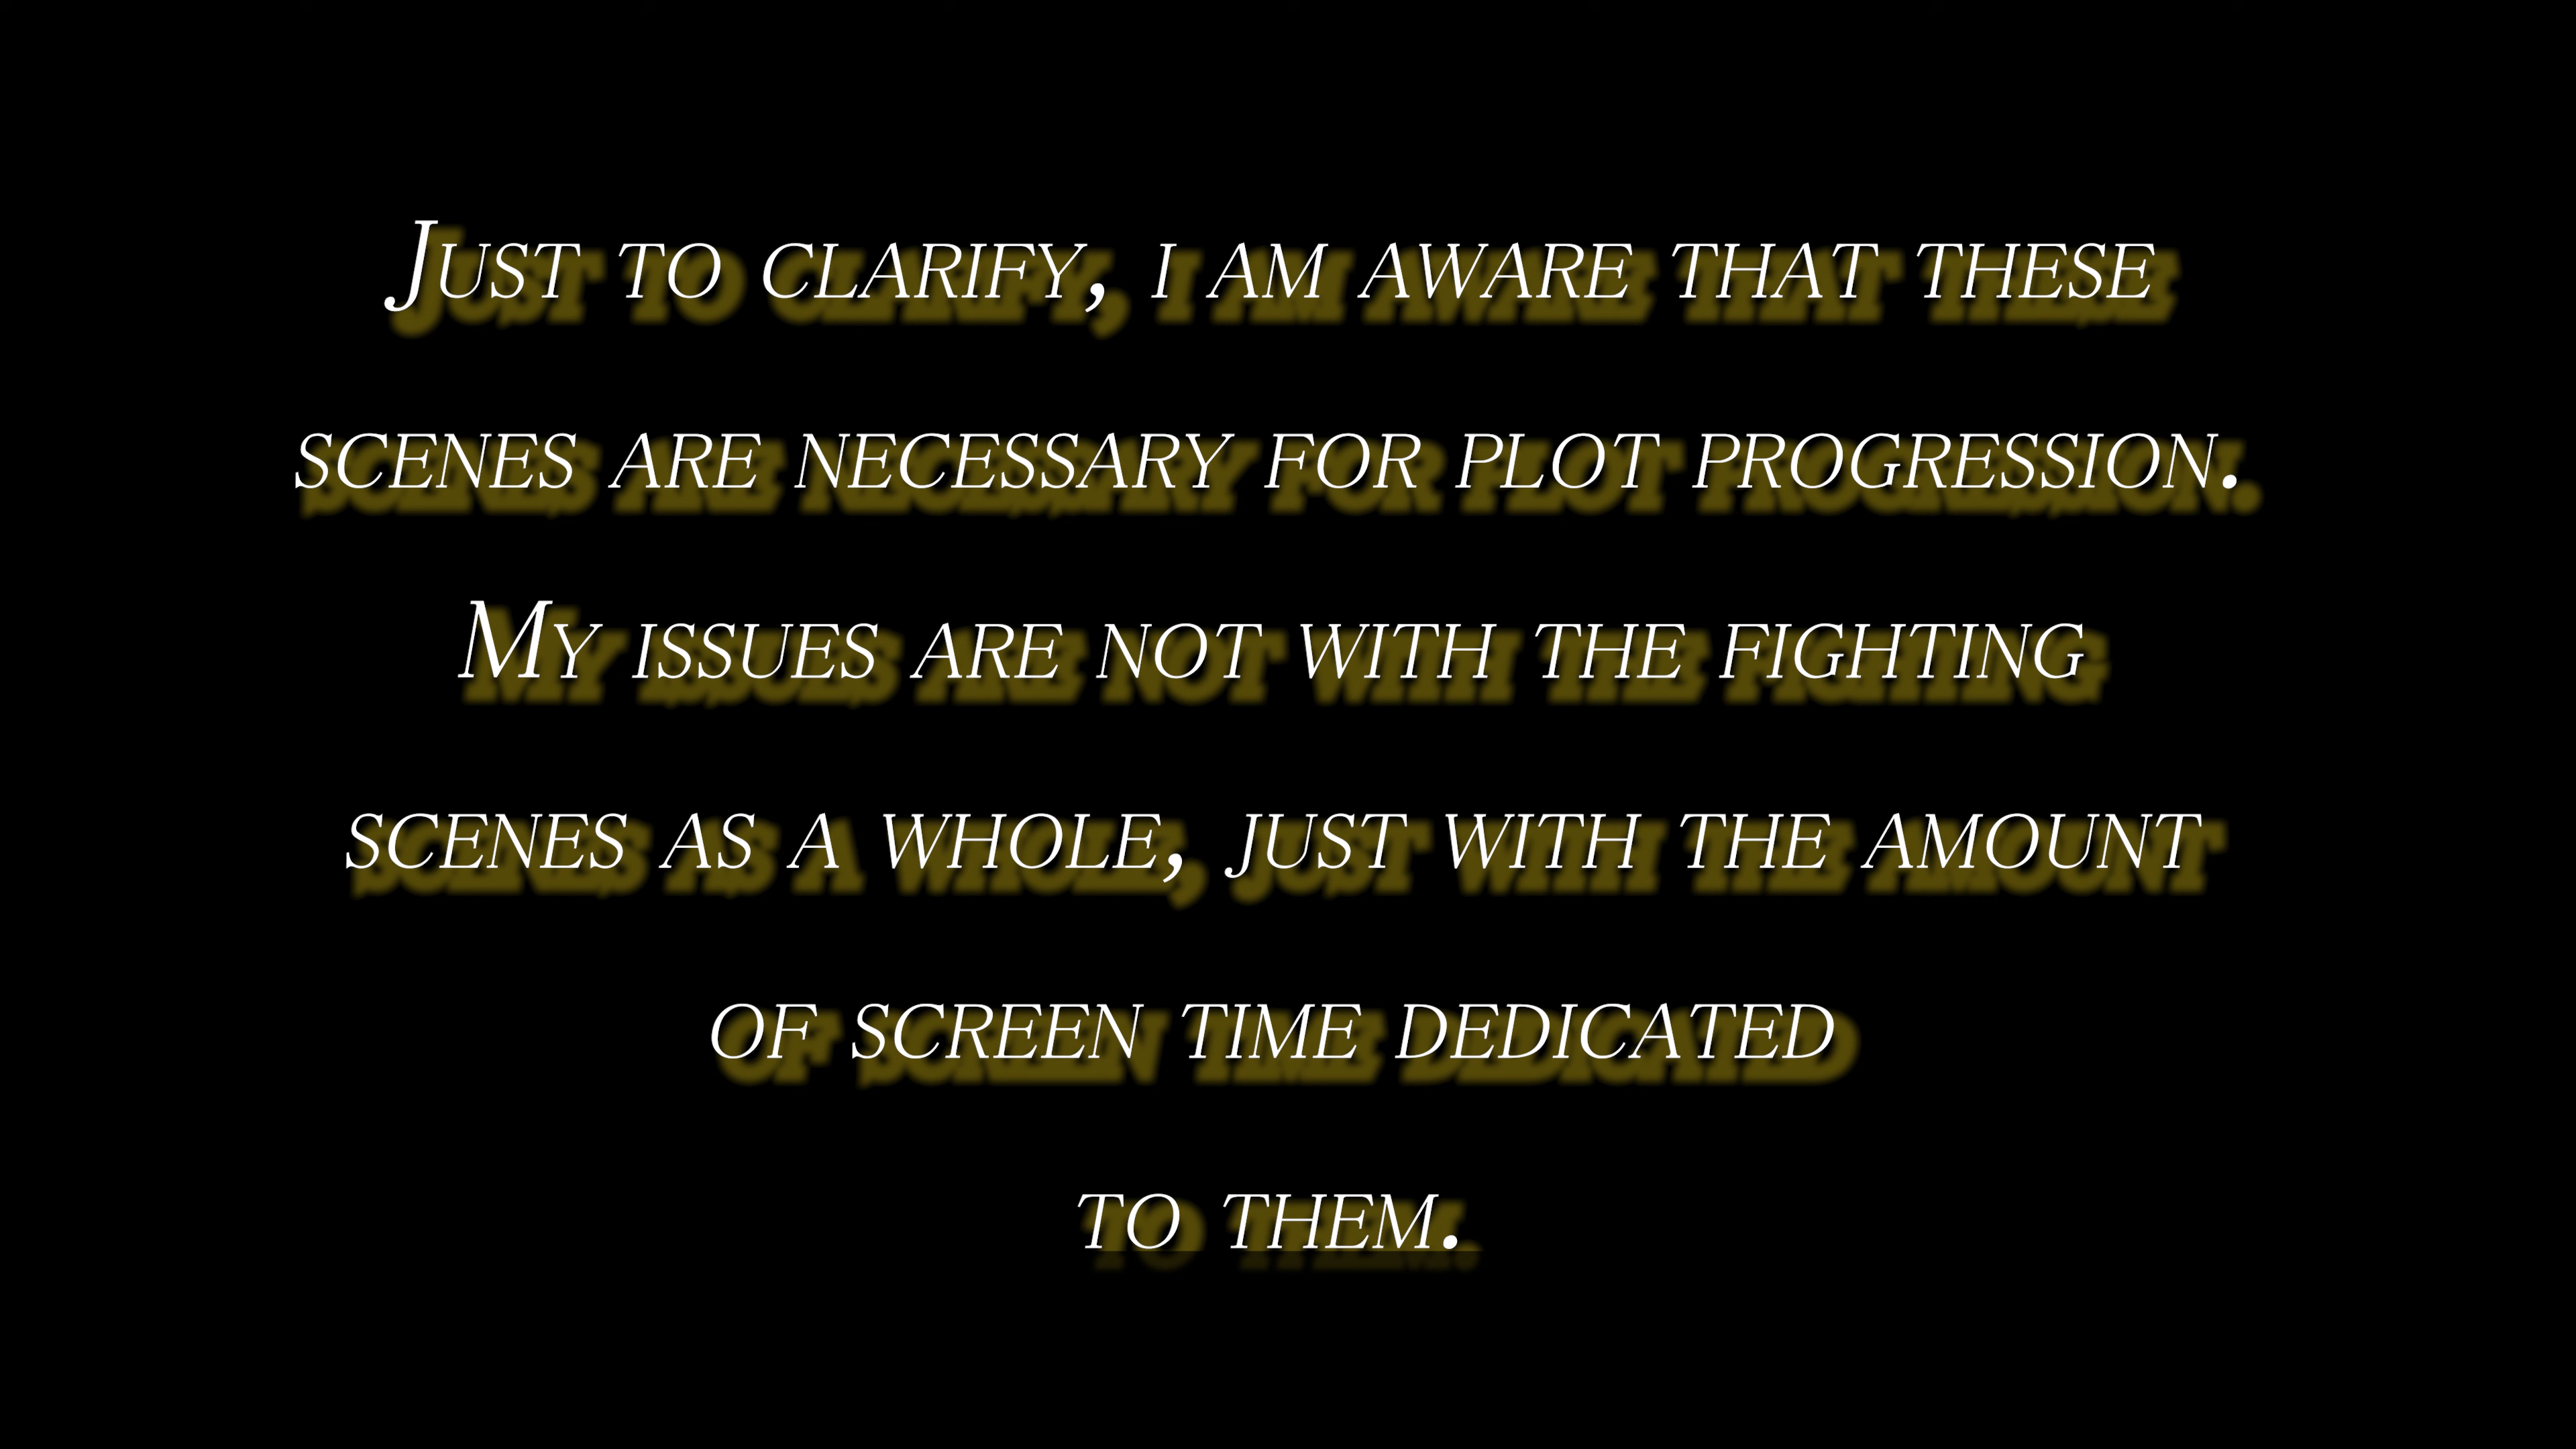 Just to clarify, i am aware that these
scenes are necessary for plot progression.
My issues are not with the fighting
scenes as a whole, just with the amount
of screen time dedicated
to them.